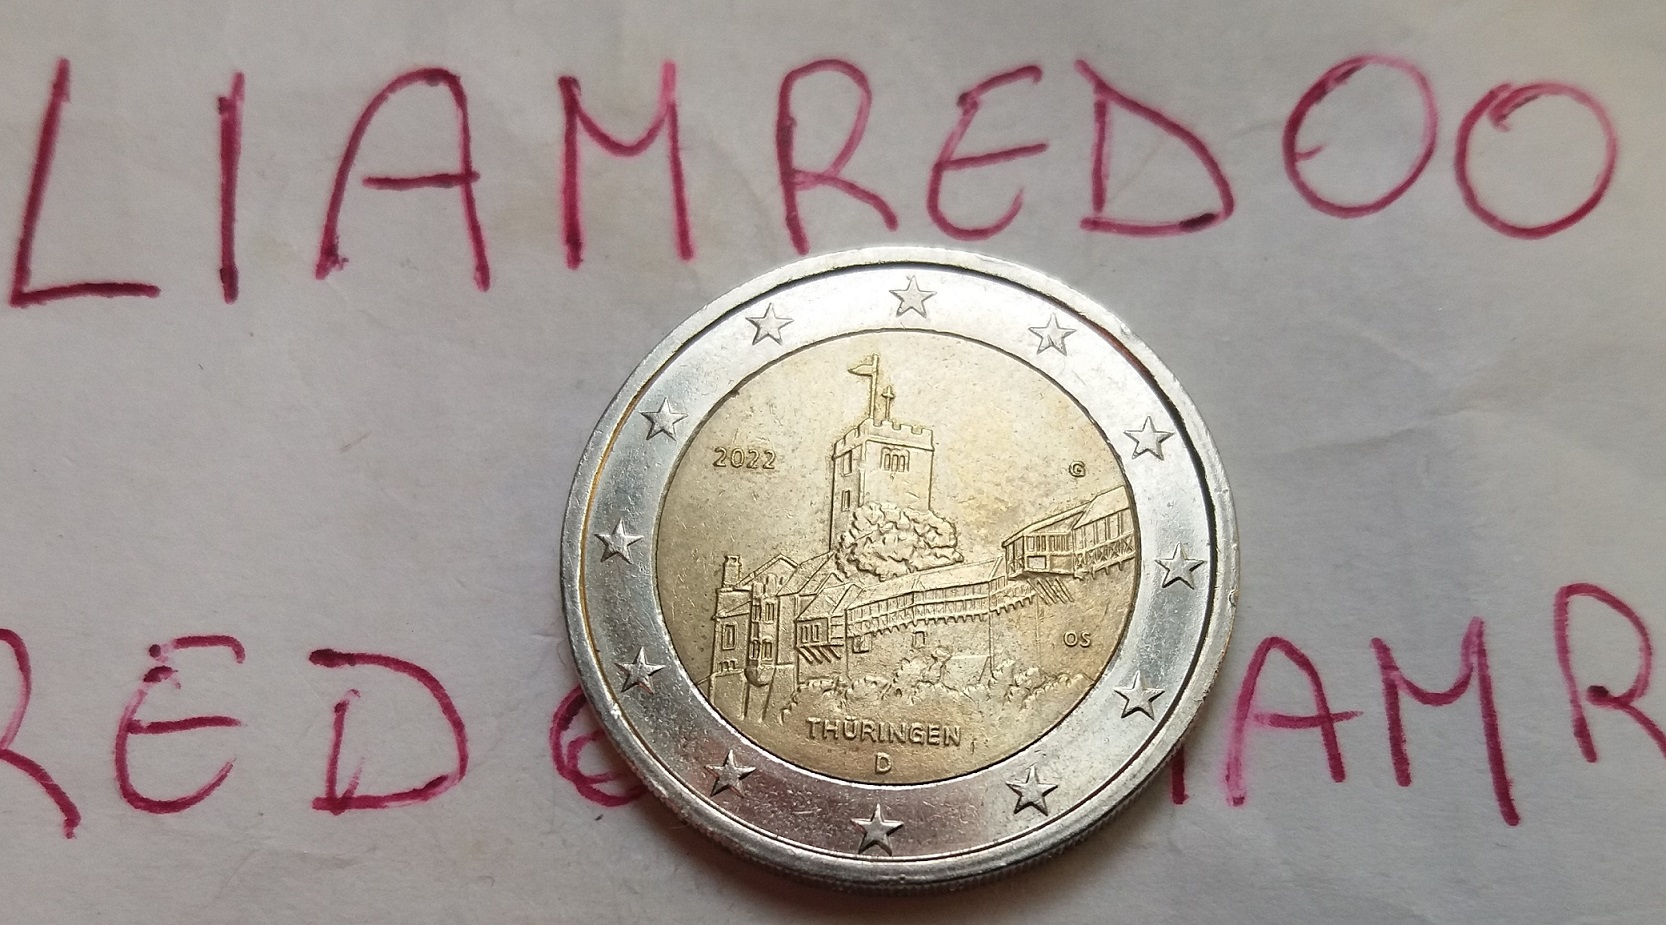 LIAMREDOO
2022
G
OS
THÜRINGEN
D
RED
AMR